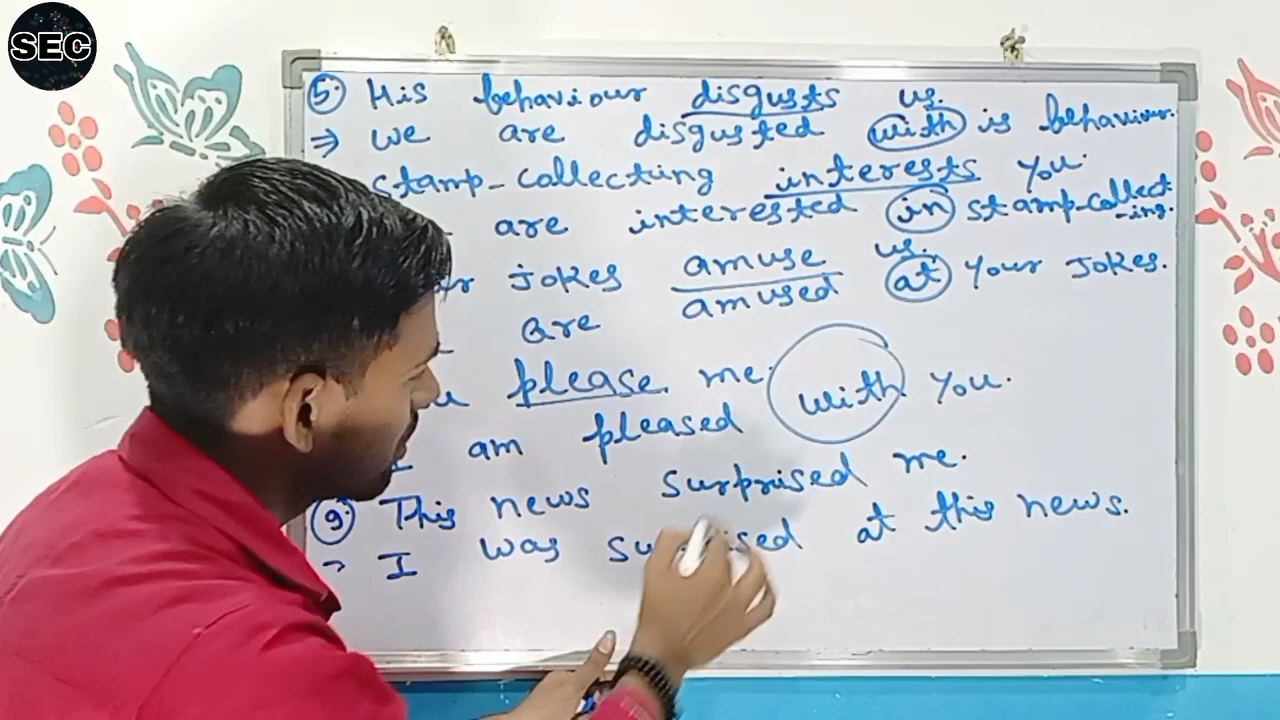 SEC
5. His behaviour disgusts us.
⇒ we are disgusted with is behaviour.
stamp-collecting interests you.
are interested in stamp-collect
-ing.
jokes amuse us.
are amused at your jokes.
please me.
I am pleased with you.
9. This news surprised me.
I was at this news.